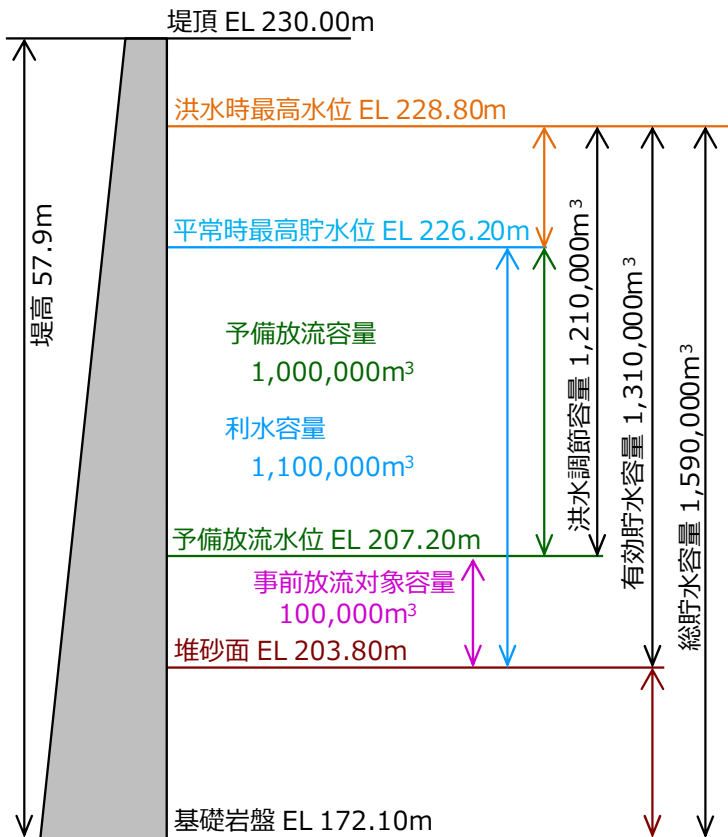 堤頂 EL 230.00m
洪水時最高水位 EL 228.80m
平常時最高貯水位 EL 226.20m
堤高 57.9m
予備放流容量
1,000,000m³
利水容量
1,100,000m³
洪水調節容量 1,210,000m³
有効貯水容量 1,310,000m³
総貯水容量 1,590,000m³
予備放流水位 EL 207.20m
事前放流対象容量
100,000m³
堆砂面 EL 203.80m
基礎岩盤 EL 172.10m